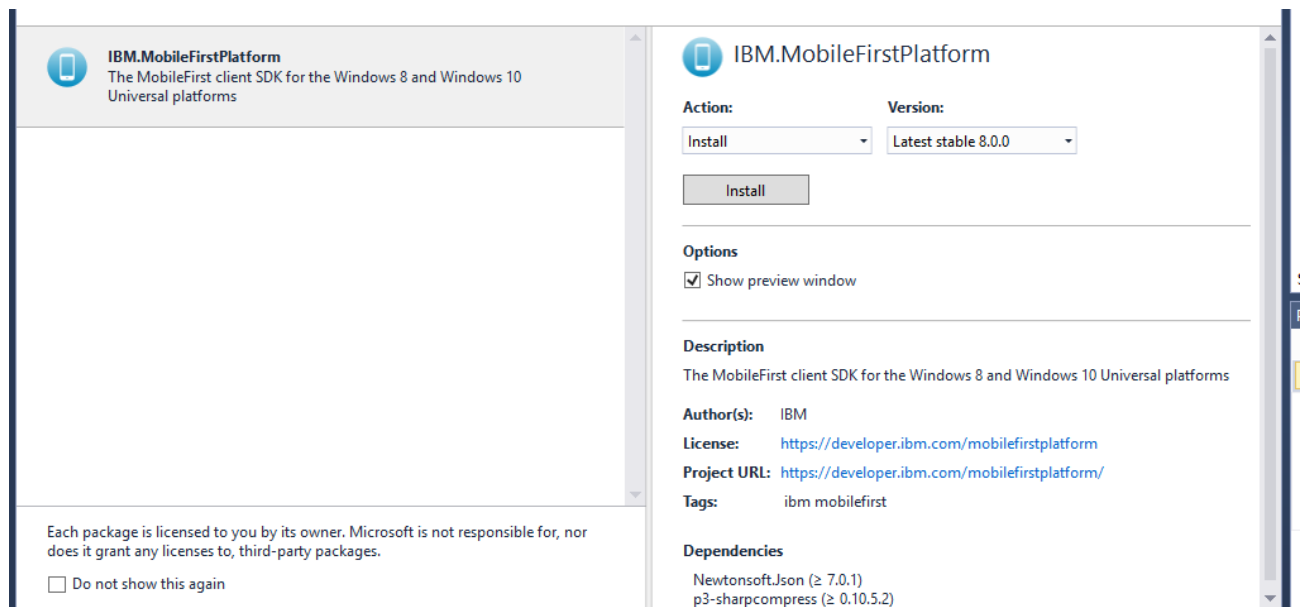 IBM.MobileFirstPlatform
The MobileFirst client SDK for the Windows 8 and Windows 10
Universal platforms
Each package is licensed to you by its owner. Microsoft is not responsible for, nor
does it grant any licenses to, third-party packages.
Do not show this again
IBM.MobileFirstPlatform
Action: Version:
Install Latest stable 8.0.0
Install
Options
Show preview window
Description
The MobileFirst client SDK for the Windows 8 and Windows 10 Universal platforms
Author(s): IBM
License: https://developer.ibm.com/mobilefirstplatform
Project URL: https://developer.ibm.com/mobilefirstplatform/
Tags: ibm mobilefirst
Dependencies
Newtonsoft.Json (≥ 7.0.1)
p3-sharpcompress (≥ 0.10.5.2)